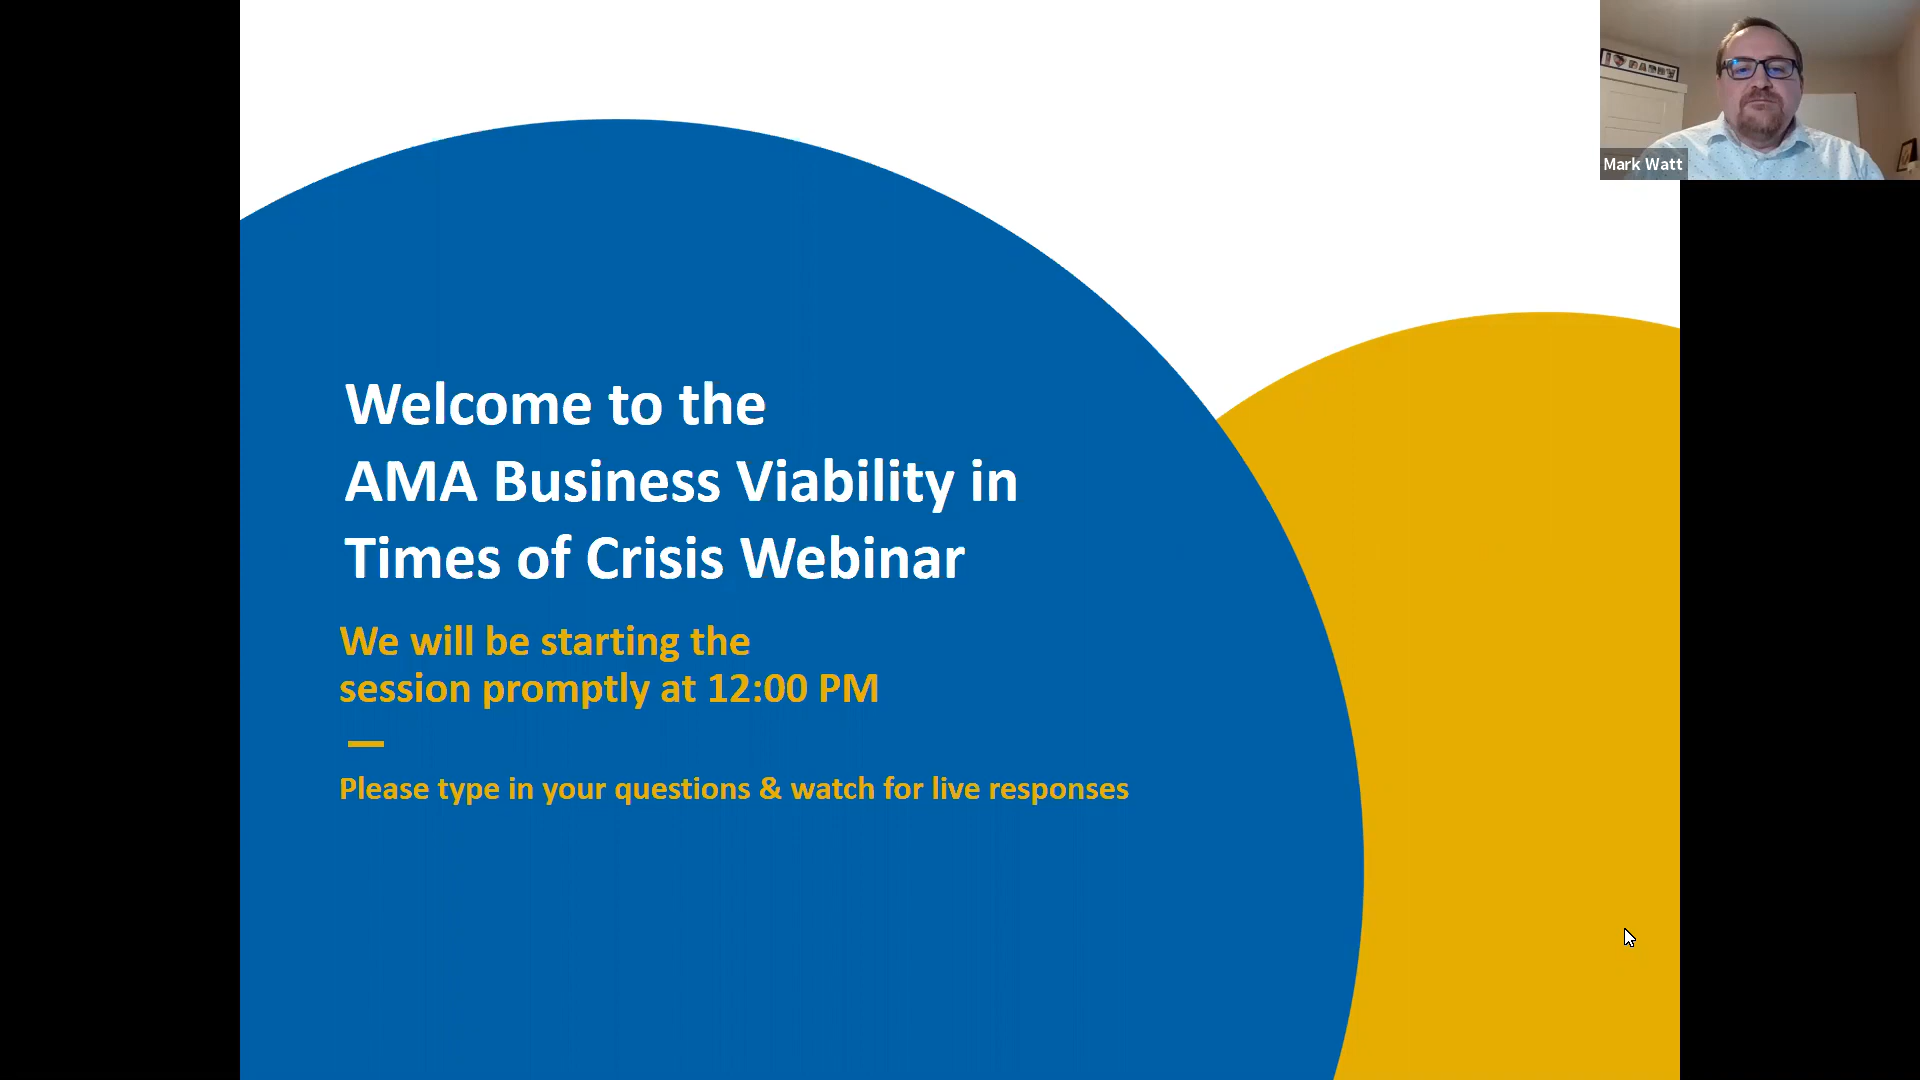 Welcome to the
AMA Business Viability in
Times of Crisis Webinar
We will be starting the
session promptly at 12:00 PM
Please type in your questions & watch for live responses
I ❤ DADDY
Mark Watt